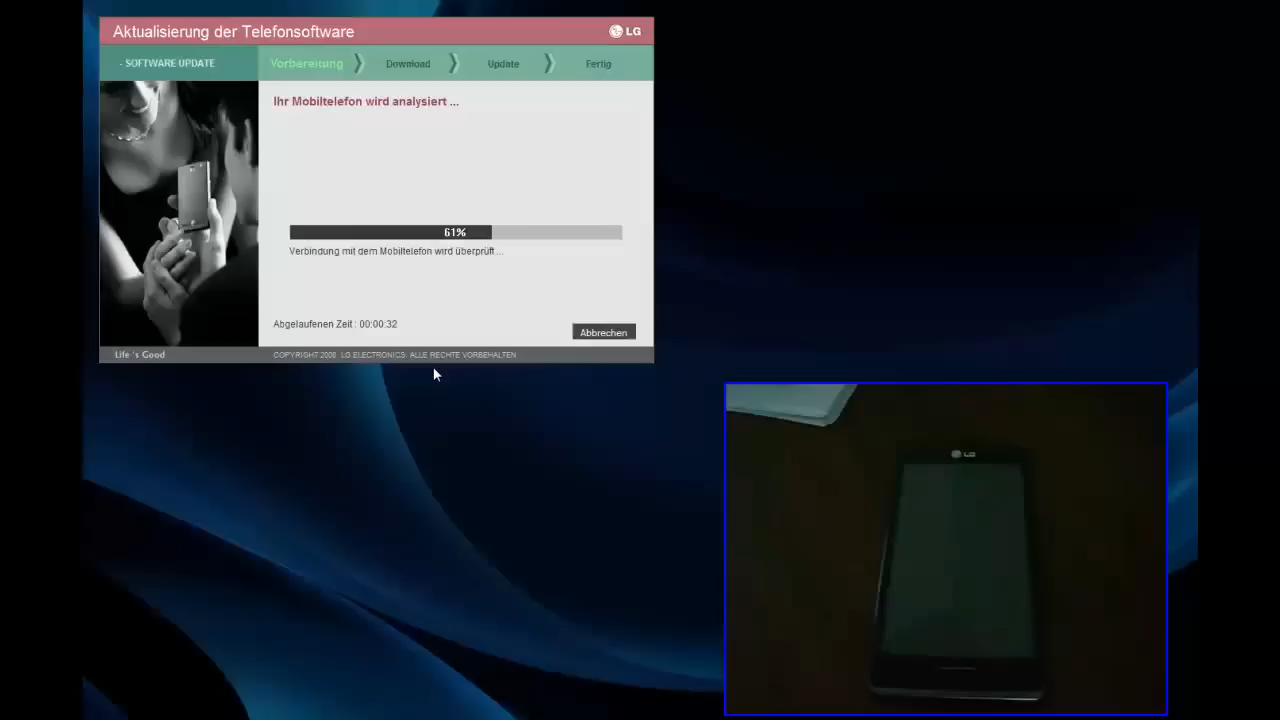 Aktualisierung der Telefonsoftware
LG
- SOFTWARE UPDATE
Vorbereitung
Download
Update
Fertig
Ihr Mobiltelefon wird analysiert ...
61%
Verbindung mit dem Mobiltelefon wird überprüft ...
Abgelaufenen Zeit : 00:00:32
Abbrechen
Life 's Good
COPYRIGHT 2008 LG ELECTRONICS. ALLE RECHTE VORBEHALTEN
LG